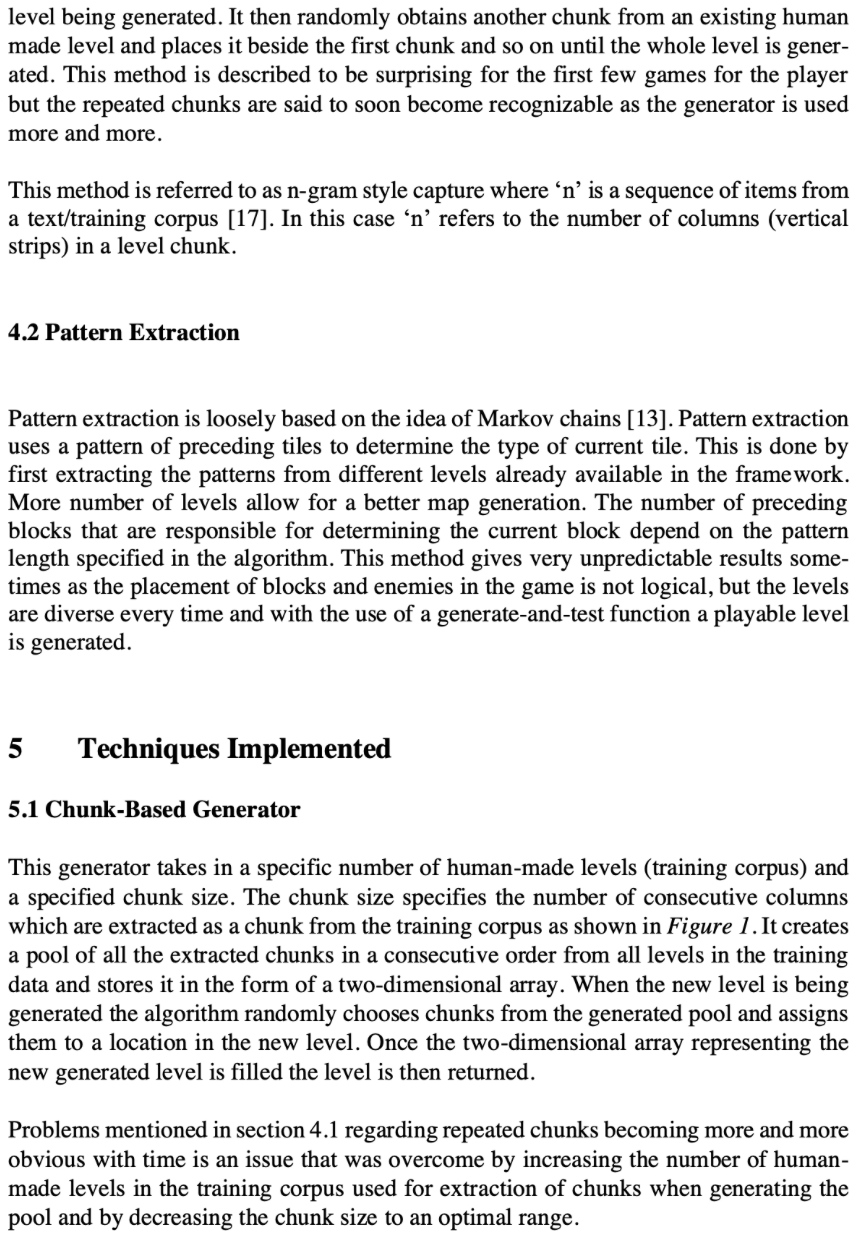 level being generated. It then randomly obtains another chunk from an existing human
made level and places it beside the first chunk and so on until the whole level is gener-
ated. This method is described to be surprising for the first few games for the player
but the repeated chunks are said to soon become recognizable as the generator is used
more and more.
This method is referred to as n-gram style capture where ‘n’ is a sequence of items from
a text/training corpus [17]. In this case ‘n’ refers to the number of columns (vertical
strips) in a level chunk.
4.2 Pattern Extraction
Pattern extraction is loosely based on the idea of Markov chains [13]. Pattern extraction
uses a pattern of preceding tiles to determine the type of current tile. This is done by
first extracting the patterns from different levels already available in the framework.
More number of levels allow for a better map generation. The number of preceding
blocks that are responsible for determining the current block depend on the pattern
length specified in the algorithm. This method gives very unpredictable results some-
times as the placement of blocks and enemies in the game is not logical, but the levels
are diverse every time and with the use of a generate-and-test function a playable level
is generated.
5 Techniques Implemented
5.1 Chunk-Based Generator
This generator takes in a specific number of human-made levels (training corpus) and
a specified chunk size. The chunk size specifies the number of consecutive columns
which are extracted as a chunk from the training corpus as shown in Figure 1. It creates
a pool of all the extracted chunks in a consecutive order from all levels in the training
data and stores it in the form of a two-dimensional array. When the new level is being
generated the algorithm randomly chooses chunks from the generated pool and assigns
them to a location in the new level. Once the two-dimensional array representing the
new generated level is filled the level is then returned.
Problems mentioned in section 4.1 regarding repeated chunks becoming more and more
obvious with time is an issue that was overcome by increasing the number of human-
made levels in the training corpus used for extraction of chunks when generating the
pool and by decreasing the chunk size to an optimal range.